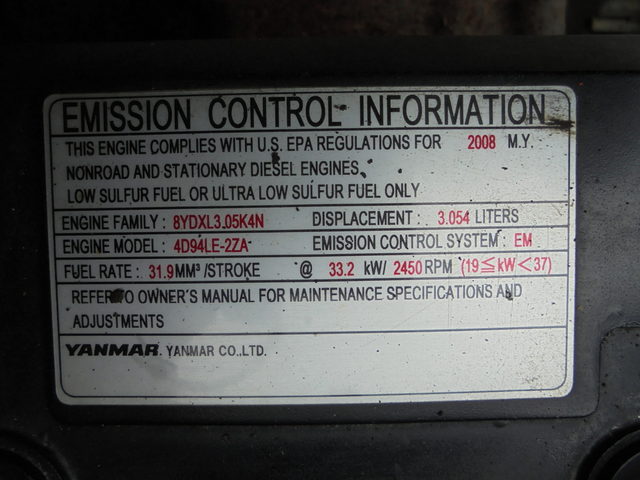 EMISSION CONTROL INFORMATION
THIS ENGINE COMPLIES WITH U.S. EPA REGULATIONS FOR 2008 M.Y.
NONROAD AND STATIONARY DIESEL ENGINES.
LOW SULFUR FUEL OR ULTRA LOW SULFUR FUEL ONLY
ENGINE FAMILY : 8YDXL3.05K4N DISPLACEMENT : 3.054 LITERS
ENGINE MODEL : 4D94LE-2ZA EMISSION CONTROL SYSTEM : EM
FUEL RATE : 31.9 MM³ /STROKE @ 33.2 kW/ 2450 RPM (19≦kW<37)
REFER TO OWNER'S MANUAL FOR MAINTENANCE SPECIFICATIONS AND
ADJUSTMENTS
YANMAR. YANMAR CO.,LTD.